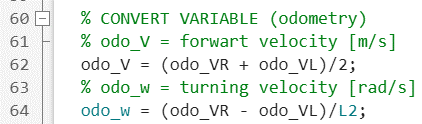 60 % CONVERT VARIABLE (odometry)
61 % odo_V = forwart velocity [m/s]
62 odo_V = (odo_VR + odo_VL)/2;
63 % odo_w = turning velocity [rad/s]
64 odo_w = (odo_VR - odo_VL)/L2;